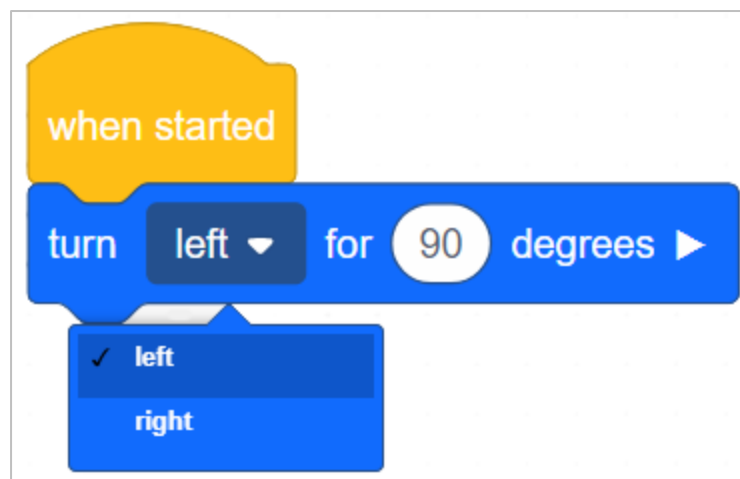 when started
turn left for 90 degrees
left
right